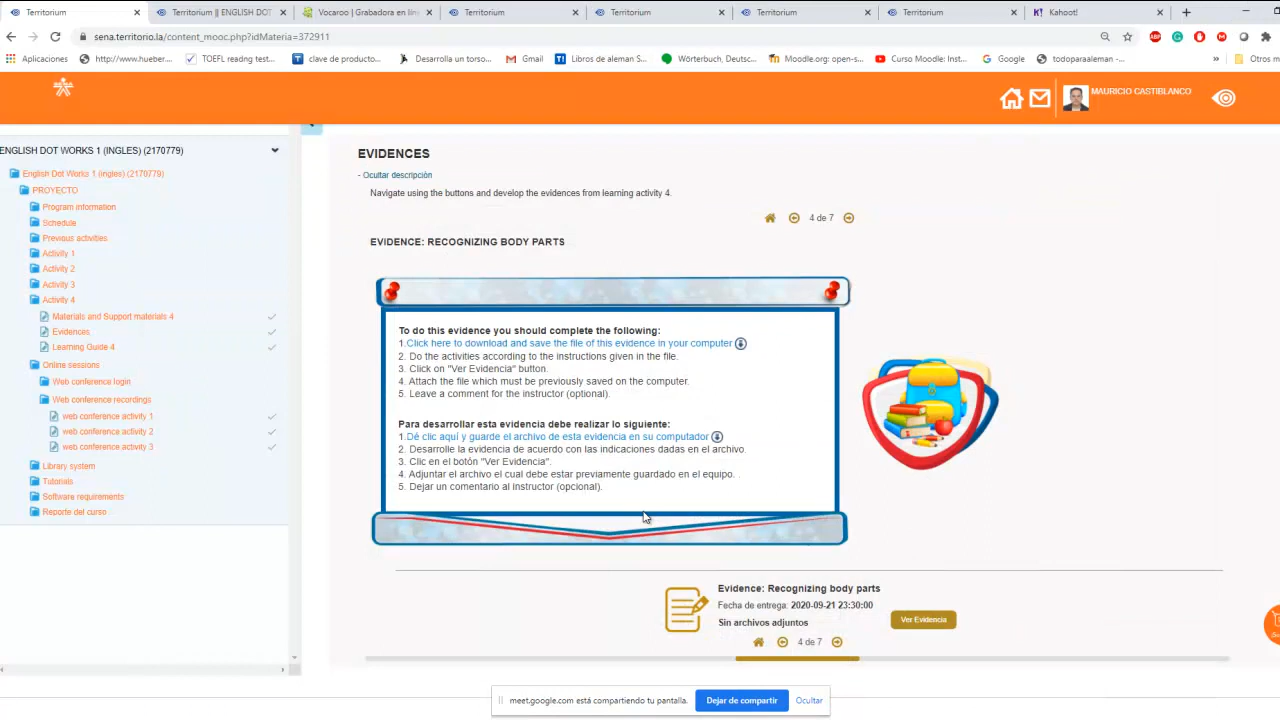 Territorium
Territorium || ENGLISH DOT
Vocaroo | Grabadora en lín
Territorium
Territorium
Territorium
Territorium
Kahoot!
sena.territorio.la/content_mooc.php?idMateria=372911
Aplicaciones
http://www.hueber...
TOEFL readng test...
clave de producto...
Desarrolla un torso...
Gmail
Libros de aleman S...
Wörterbuch, Deutsc...
Moodle.org: open-s...
Curso Moodle: Inst...
Google
todoparaaleman -...
»
Otros m
MAURICIO CASTIBLANCO
ENGLISH DOT WORKS 1 (INGLES) (2170779)
English Dot Works 1 (ingles) (2170779)
PROYECTO
Program information
Schedule
Previous activities
Activity 1
Activity 2
Activity 3
Activity 4
Materials and Support materials 4
Evidences
Learning Guide 4
Online sessions
Web conference login
Web conference recordings
web conference activity 1
web conference activity 2
web conference activity 3
Library system
Tutorials
Software requirements
Reporte del curso
EVIDENCES
- Ocultar descripción
Navigate using the buttons and develop the evidences from learning activity 4.
4 de 7
EVIDENCE: RECOGNIZING BODY PARTS
To do this evidence you should complete the following:
1.Click here to download and save the file of this evidence in your computer
2. Do the activities according to the instructions given in the file.
3. Click on "Ver Evidencia" button.
4. Attach the file which must be previously saved on the computer.
5. Leave a comment for the instructor (optional).
Para desarrollar esta evidencia debe realizar lo siguiente:
1.Dé clic aquí y guarde el archivo de esta evidencia en su computador
2. Desarrolle la evidencia de acuerdo con las indicaciones dadas en el archivo.
3. Clic en el botón "Ver Evidencia".
4. Adjuntar el archivo el cual debe estar previamente guardado en el equipo.
5. Dejar un comentario al instructor (opcional).
Evidence: Recognizing body parts
Fecha de entrega: 2020-09-21 23:30:00
Sin archivos adjuntos
Ver Evidencia
4 de 7
meet.google.com está compartiendo tu pantalla.
Dejar de compartir
Ocultar